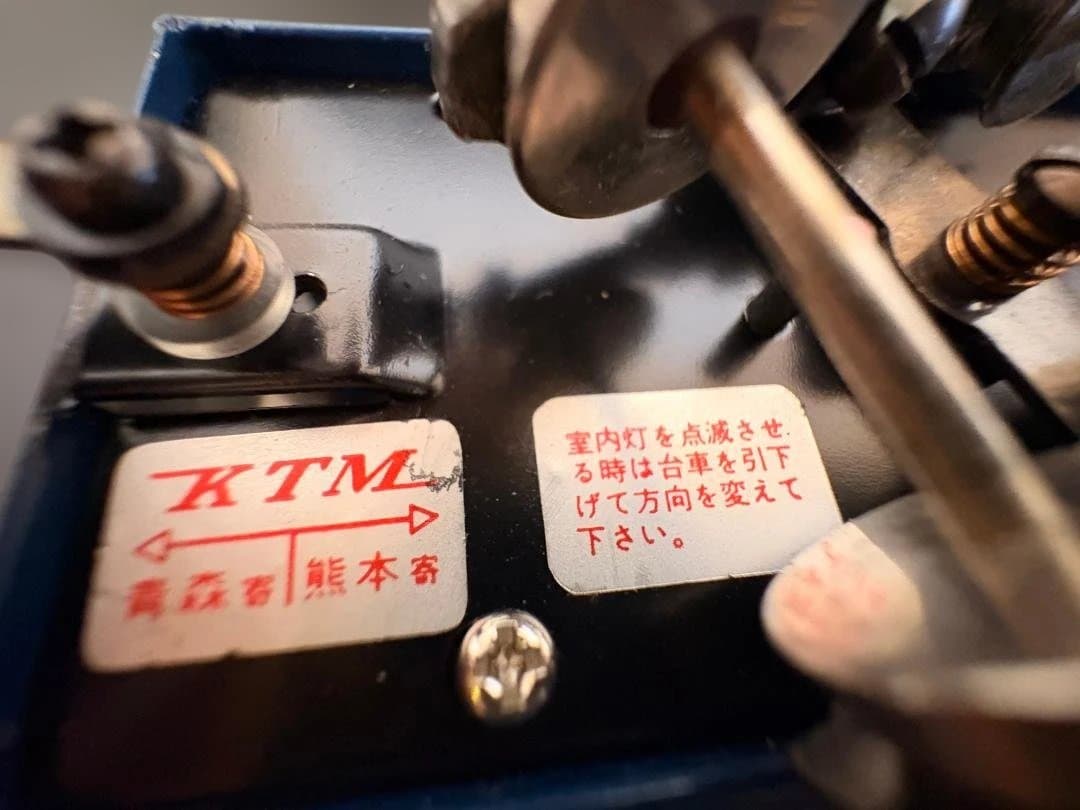 KTM
青森寄 熊本寄
室内灯を点滅させ
る時は台車を引下
げて方向を変えて
下さい。